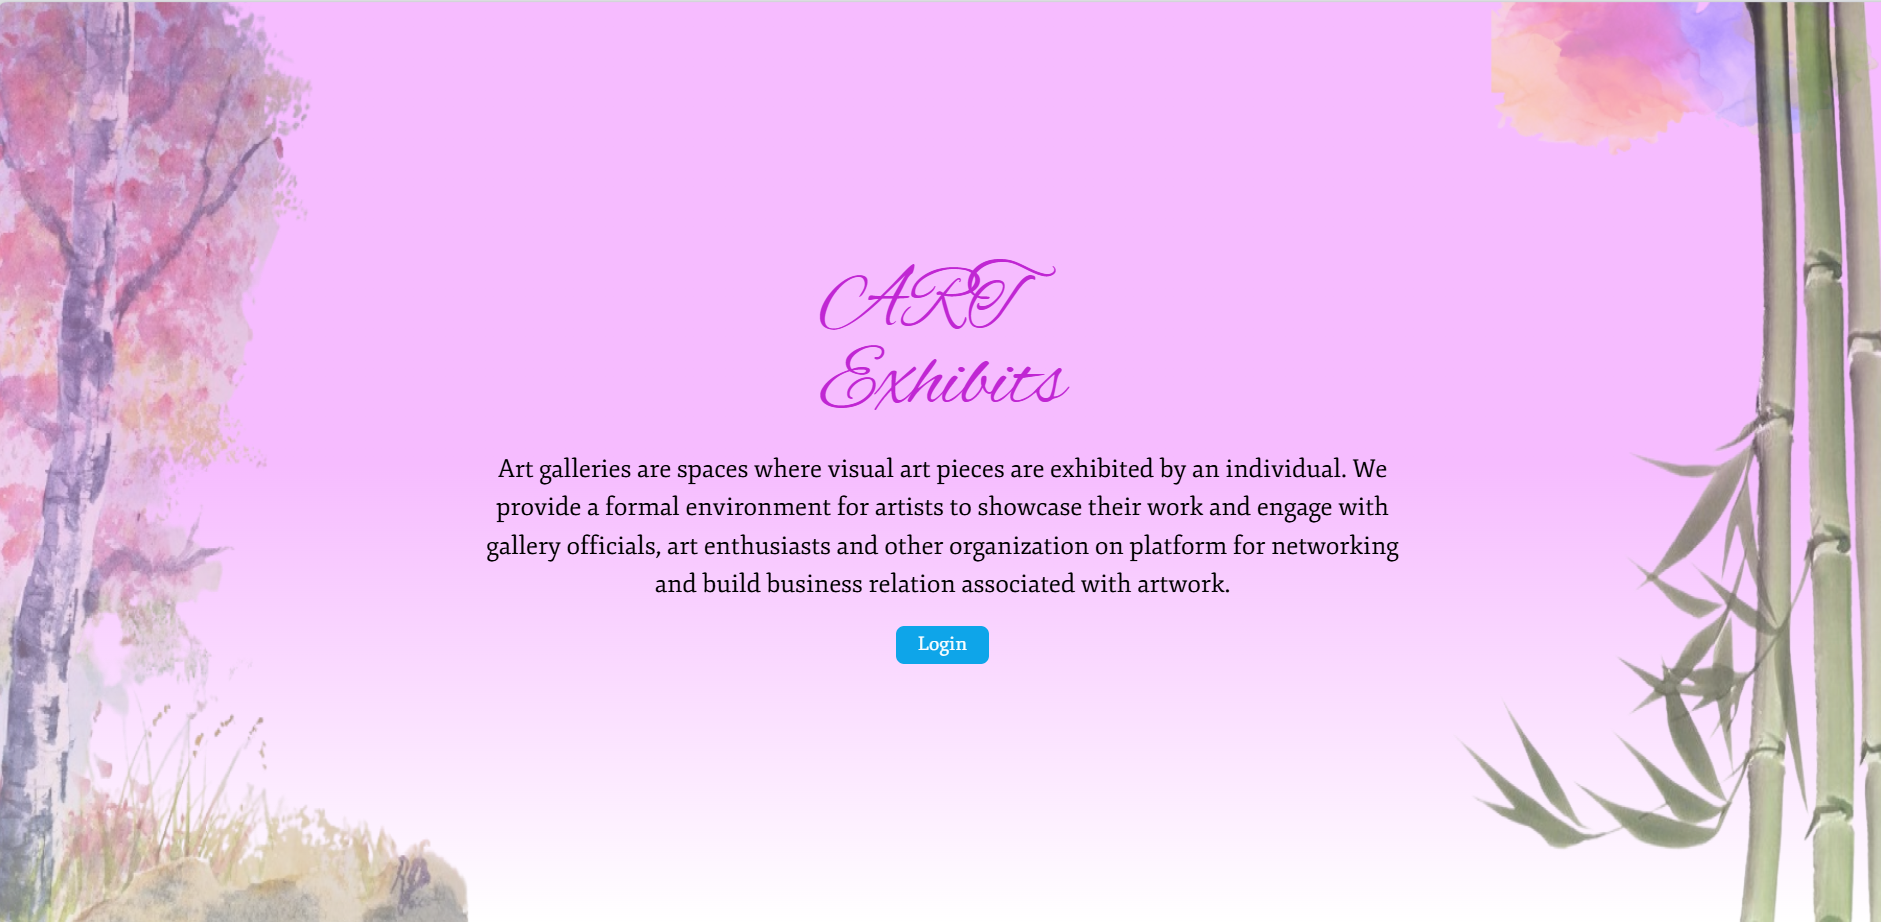 ART
Exhibits
Art galleries are spaces where visual art pieces are exhibited by an individual. We
provide a formal environment for artists to showcase their work and engage with
gallery officials, art enthusiasts and other organization on platform for networking
and build business relation associated with artwork.
Login